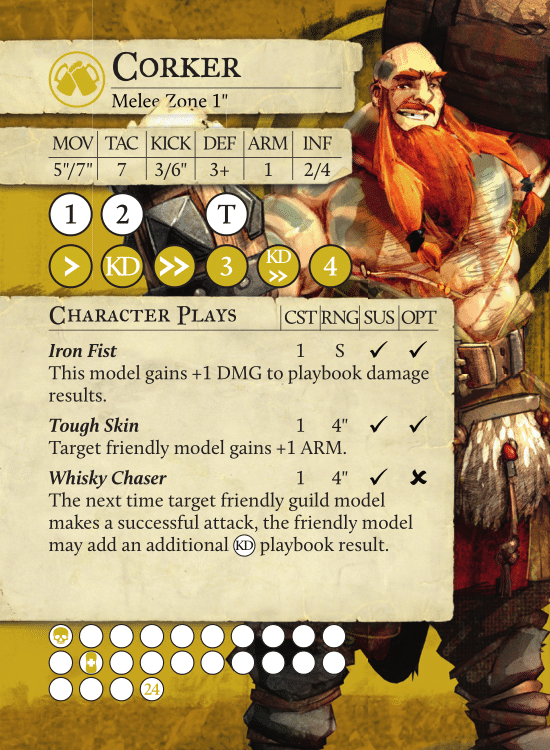 Corker
Melee Zone 1"
MOV TAC KICK DEF ARM INF
5"/7" 7 3/6" 3+ 1 2/4
1 2 T
> KD >> 3 KD >> 4
Character Plays CST RNG SUS OPT
Iron Fist 1 S ✓ ✓
This model gains +1 DMG to playbook damage
results.
Tough Skin 1 4" ✓ ✓
Target friendly model gains +1 ARM.
Whisky Chaser 1 4" ✓ ✘
The next time target friendly guild model
makes a successful attack, the friendly model
may add an additional KD playbook result.
24